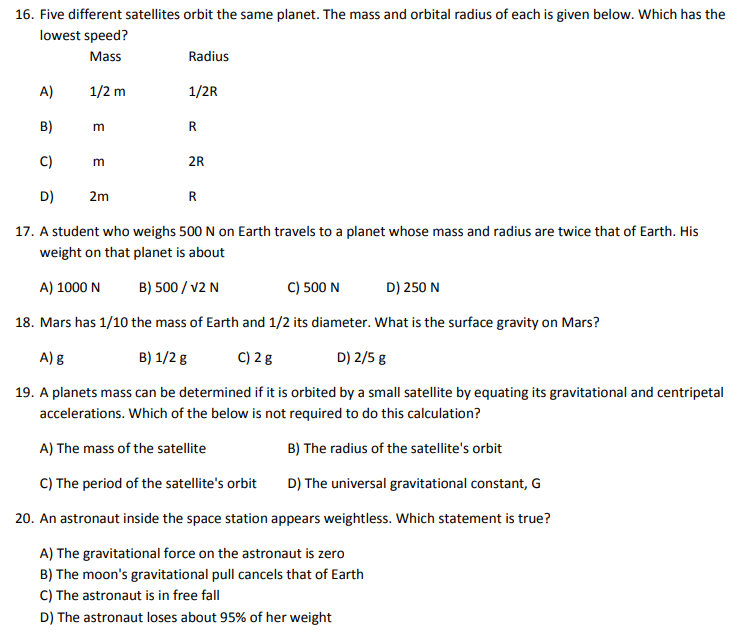 16. Five different satellites orbit the same planet. The mass and orbital radius of each is given below. Which has the
lowest speed?
Mass Radius
A) 1/2 m 1/2R
B) m R
C) m 2R
D) 2m R
17. A student who weighs 500 N on Earth travels to a planet whose mass and radius are twice that of Earth. His
weight on that planet is about
A) 1000 N B) 500 / √2 N C) 500 N D) 250 N
18. Mars has 1/10 the mass of Earth and 1/2 its diameter. What is the surface gravity on Mars?
A) g B) 1/2 g C) 2 g D) 2/5 g
19. A planets mass can be determined if it is orbited by a small satellite by equating its gravitational and centripetal
accelerations. Which of the below is not required to do this calculation?
A) The mass of the satellite B) The radius of the satellite's orbit
C) The period of the satellite's orbit D) The universal gravitational constant, G
20. An astronaut inside the space station appears weightless. Which statement is true?
A) The gravitational force on the astronaut is zero
B) The moon's gravitational pull cancels that of Earth
C) The astronaut is in free fall
D) The astronaut loses about 95% of her weight